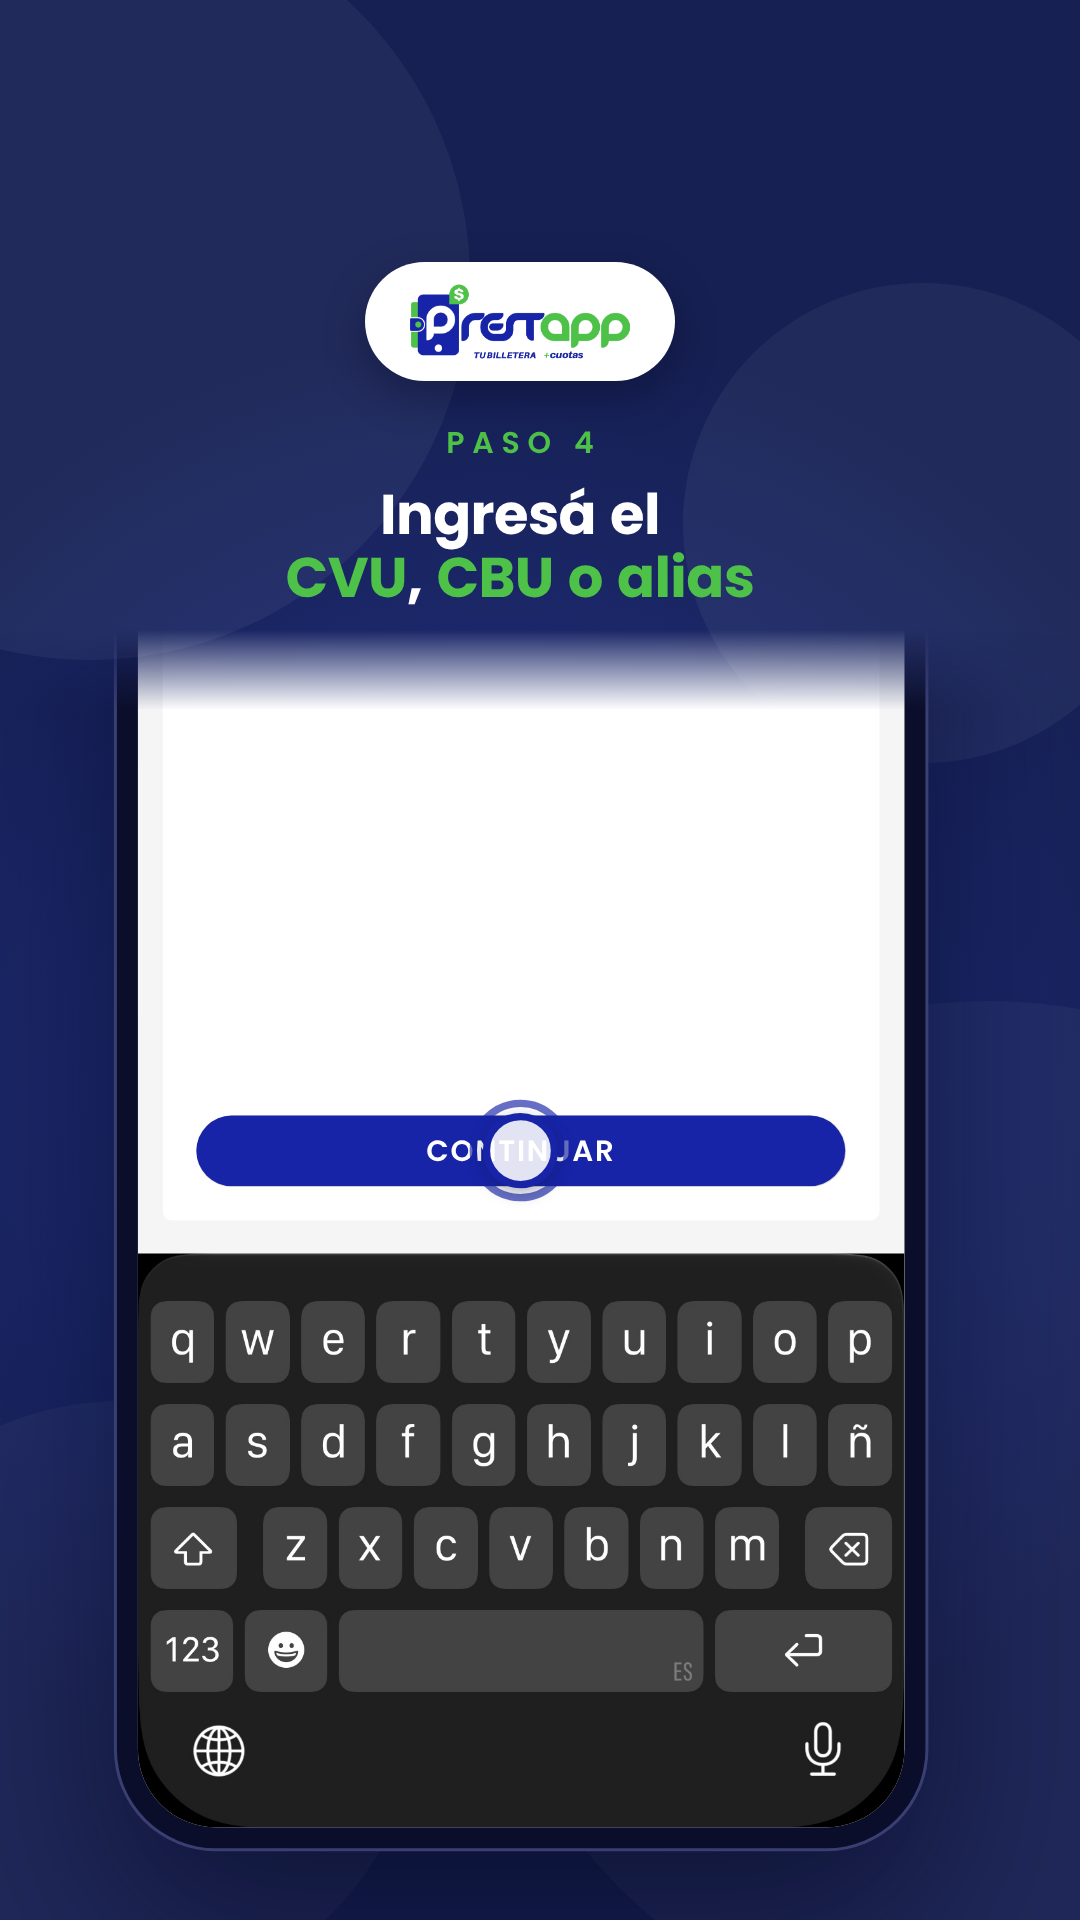 $
Prestapp
TU BILLETERA +cuotas
PASO 4
Ingresá el
CVU, CBU o alias
CONTINUAR
q w e r t y u i o p
a s d f g h j k l ñ
z x c v b n m
123
ES